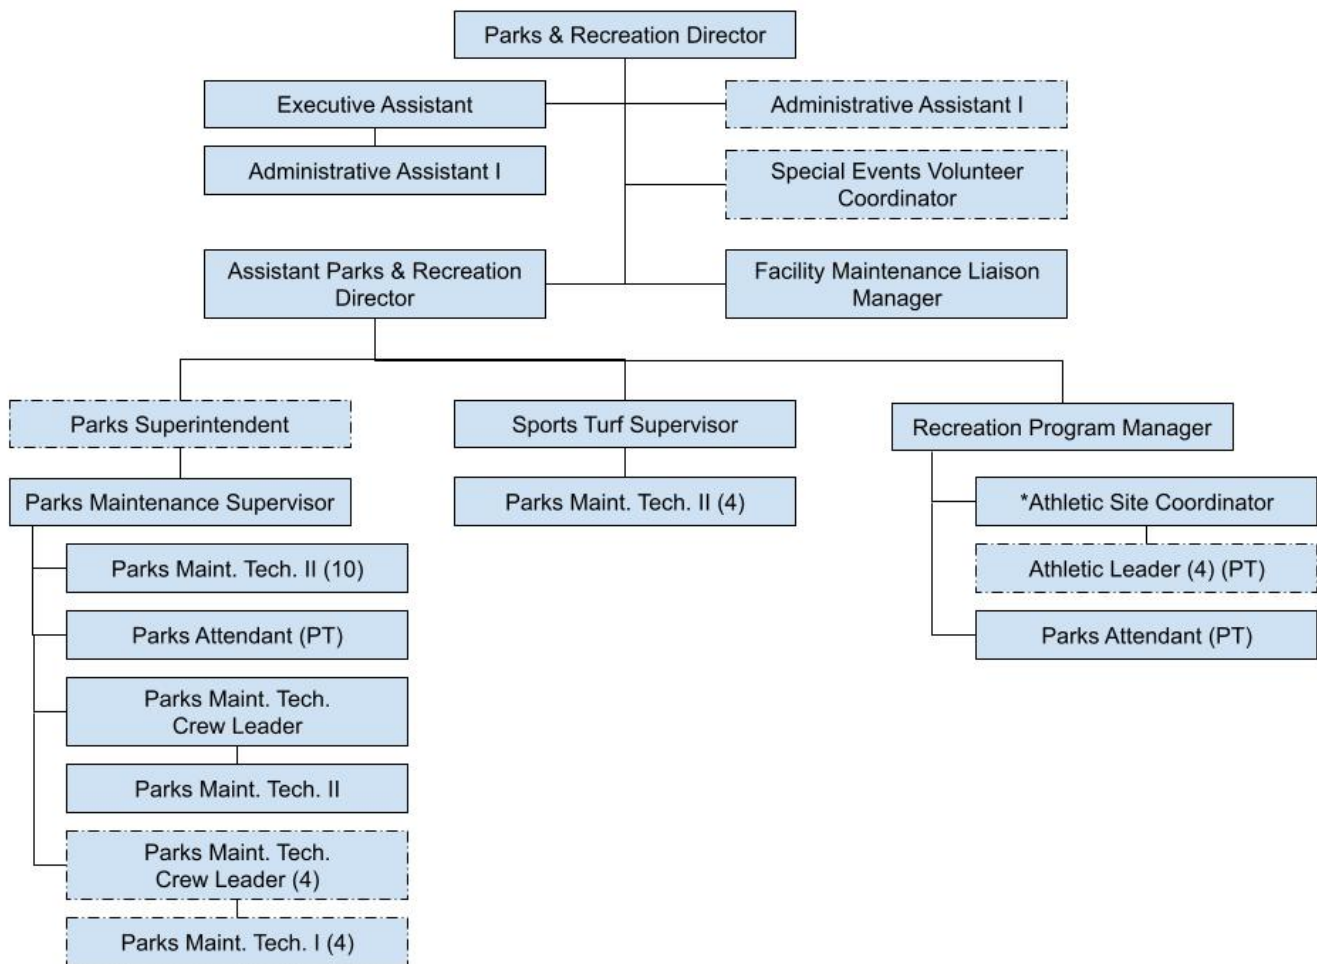 Parks & Recreation Director
Executive Assistant
Administrative Assistant I
Administrative Assistant I
Special Events Volunteer
Coordinator
Assistant Parks & Recreation
Director
Facility Maintenance Liaison
Manager
Parks Superintendent
Sports Turf Supervisor
Recreation Program Manager
Parks Maintenance Supervisor
Parks Maint. Tech. II (4)
*Athletic Site Coordinator
Parks Maint. Tech. II (10)
Athletic Leader (4) (PT)
Parks Attendant (PT)
Parks Attendant (PT)
Parks Maint. Tech.
Crew Leader
Parks Maint. Tech. II
Parks Maint. Tech.
Crew Leader (4)
Parks Maint. Tech. I (4)